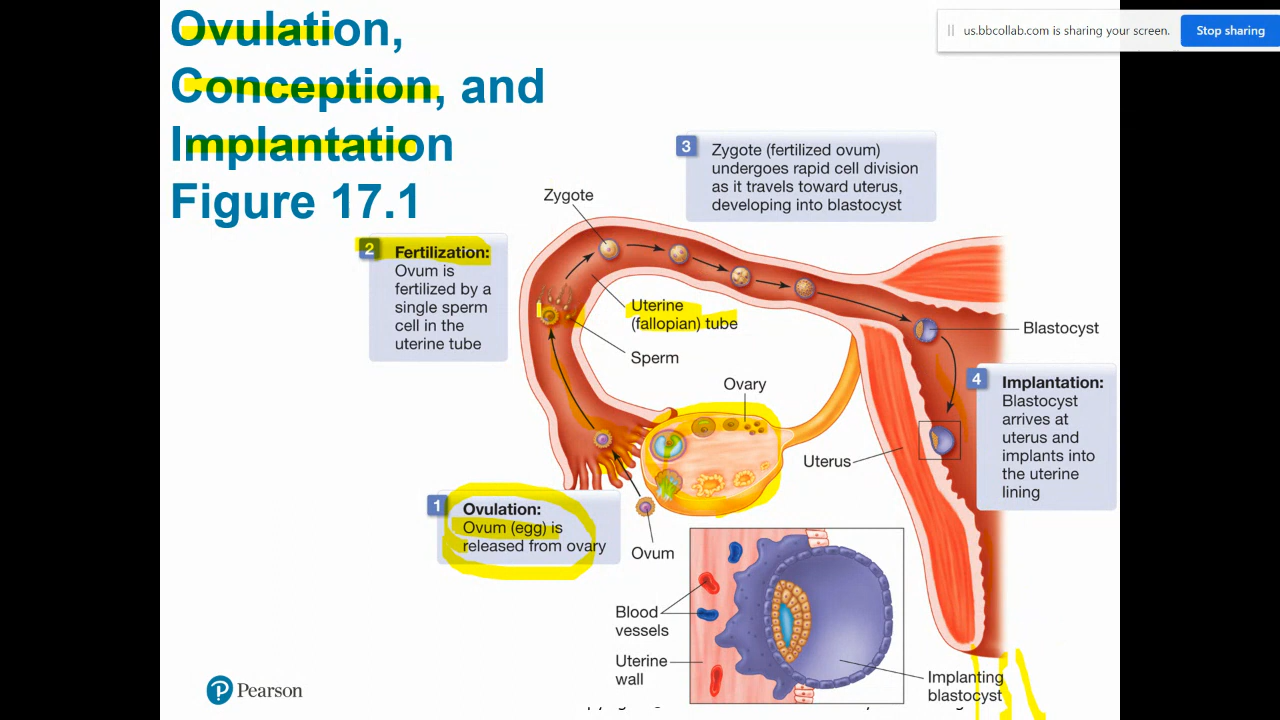 Ovulation,
Conception, and
Implantation
Figure 17.1
us.bbcollab.com is sharing your screen.
Stop sharing
3
Zygote (fertilized ovum)
undergoes rapid cell division
as it travels toward uterus,
developing into blastocyst
Zygote
2
Fertilization:
Ovum is
fertilized by a
single sperm
cell in the
uterine tube
Uterine
(fallopian) tube
Sperm
Blastocyst
Ovary
4
Implantation:
Blastocyst
arrives at
uterus and
implants into
the uterine
lining
Uterus
1
Ovulation:
Ovum (egg) is
released from ovary
Ovum
Blood
vessels
Uterine
wall
Implanting
blastocyst
Pearson